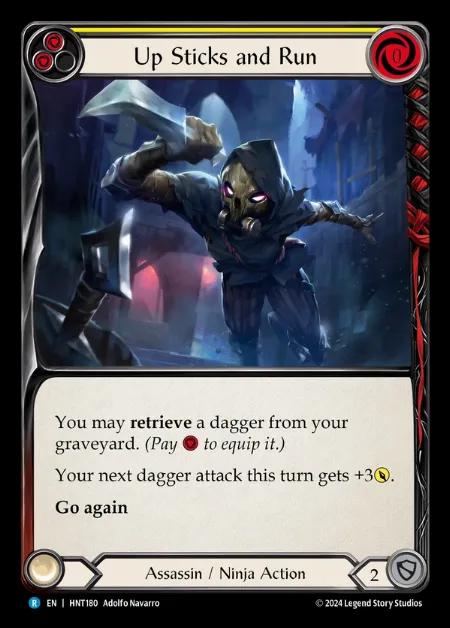 Up Sticks and Run
0
You may retrieve a dagger from your
graveyard. (Pay to equip it.)
Your next dagger attack this turn gets +3.
Go again
Assassin / Ninja Action
2
R EN | HNT180 Adolfo Navarro
© 2024 Legend Story Studios